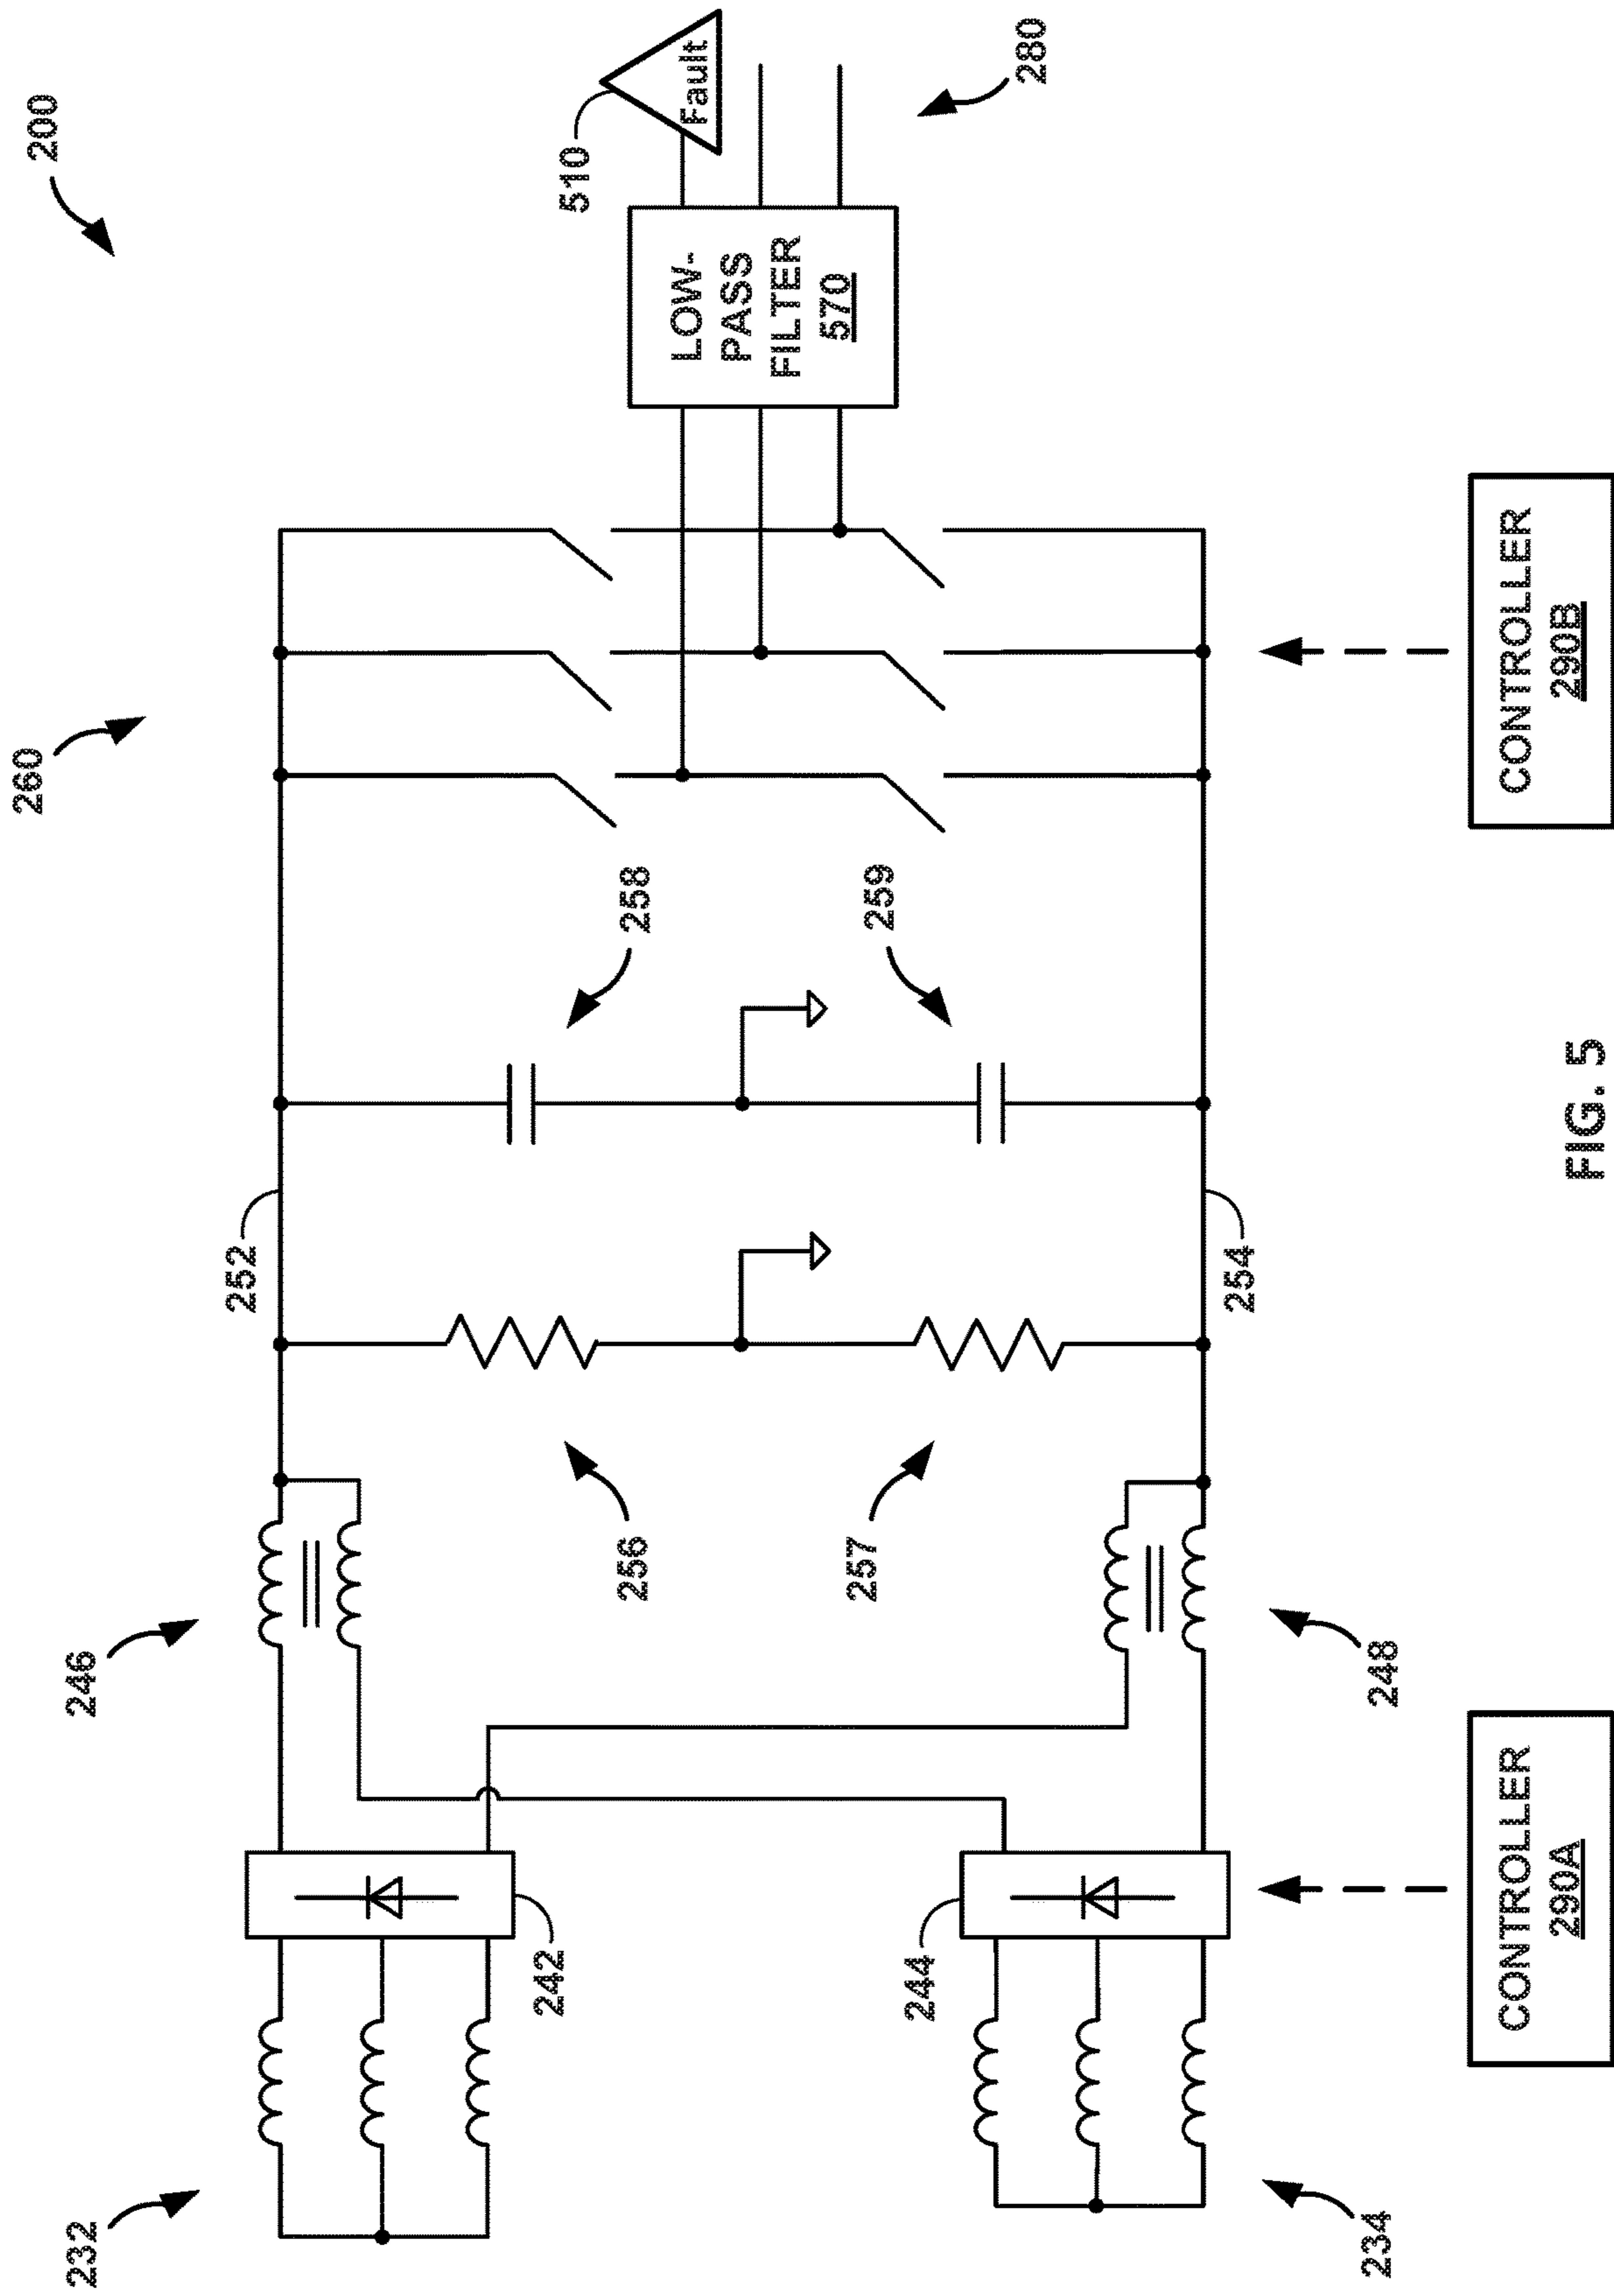 200
260
246
232
510
Fault
280
LOW-
PASS
FILTER
570
252
258
259
256
257
254
242
244
248
234
CONTROLLER
290A
CONTROLLER
290B
FIG. 5